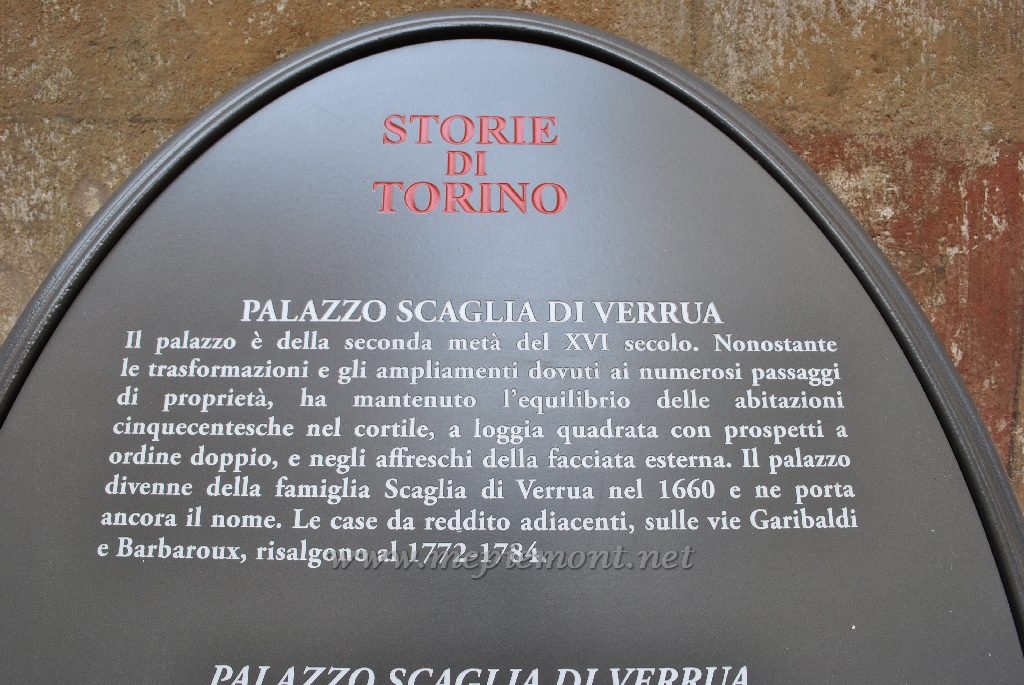 STORIE
DI
TORINO
PALAZZO SCAGLIA DI VERRUA
Il palazzo è della seconda metà del XVI secolo. Nonostante
le trasformazioni e gli ampliamenti dovuti ai numerosi passaggi
di proprietà, ha mantenuto l'equilibrio delle abitazioni
cinquecentesche nel cortile, a loggia quadrata con prospetti a
ordine doppio, e negli affreschi della facciata esterna. Il palazzo
divenne della famiglia Scaglia di Verrua nel 1660 e ne porta
ancora il nome. Le case da reddito adiacenti, sulle vie Garibaldi
e Barbaroux, risalgono al 1772-1784.
www.mepiemont.net
PALAZZO SCAGLIA DI VERRUA